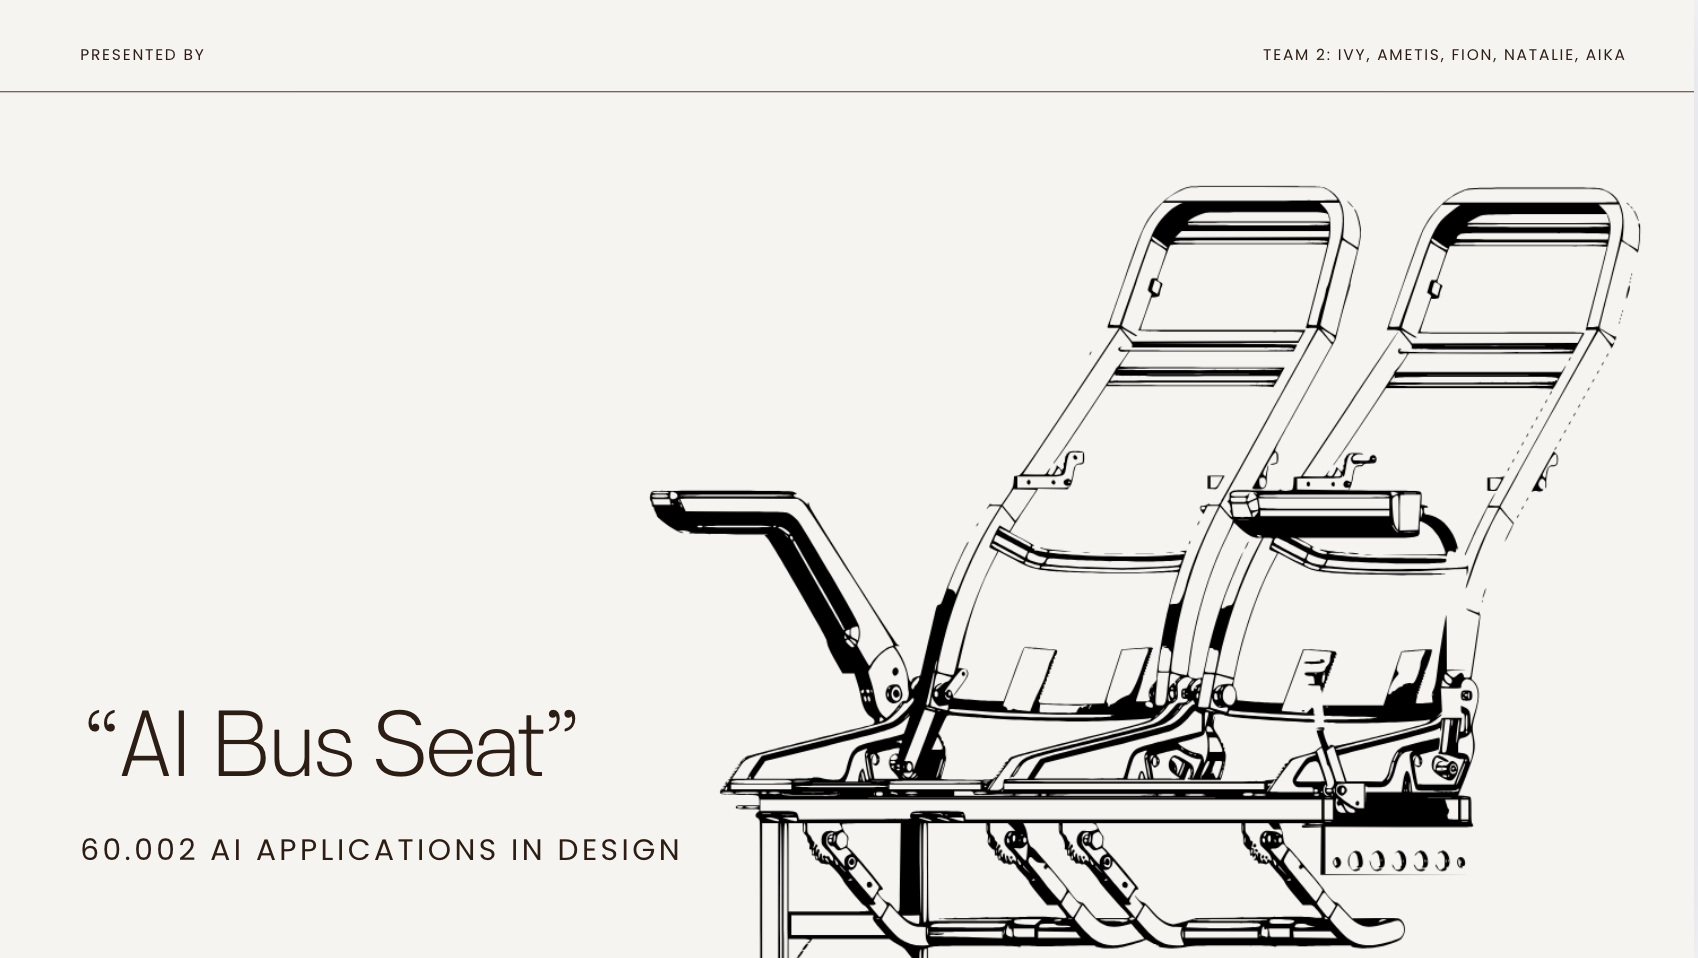 PRESENTED BY
TEAM 2: IVY, AMETIS, FION, NATALIE, AIKA
“AI Bus Seat”
60.002 AI APPLICATIONS IN DESIGN